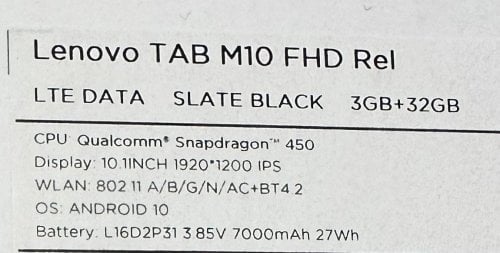 Lenovo TAB M10 FHD Rel
LTE DATA SLATE BLACK 3GB+32GB
CPU: Qualcomm® Snapdragon™ 450
Display: 10.1INCH 1920*1200 IPS
WLAN: 802 11 A/B/G/N/AC+BT4 2
OS: ANDROID 10
Battery: L16D2P31 3 85V 7000mAh 27Wh